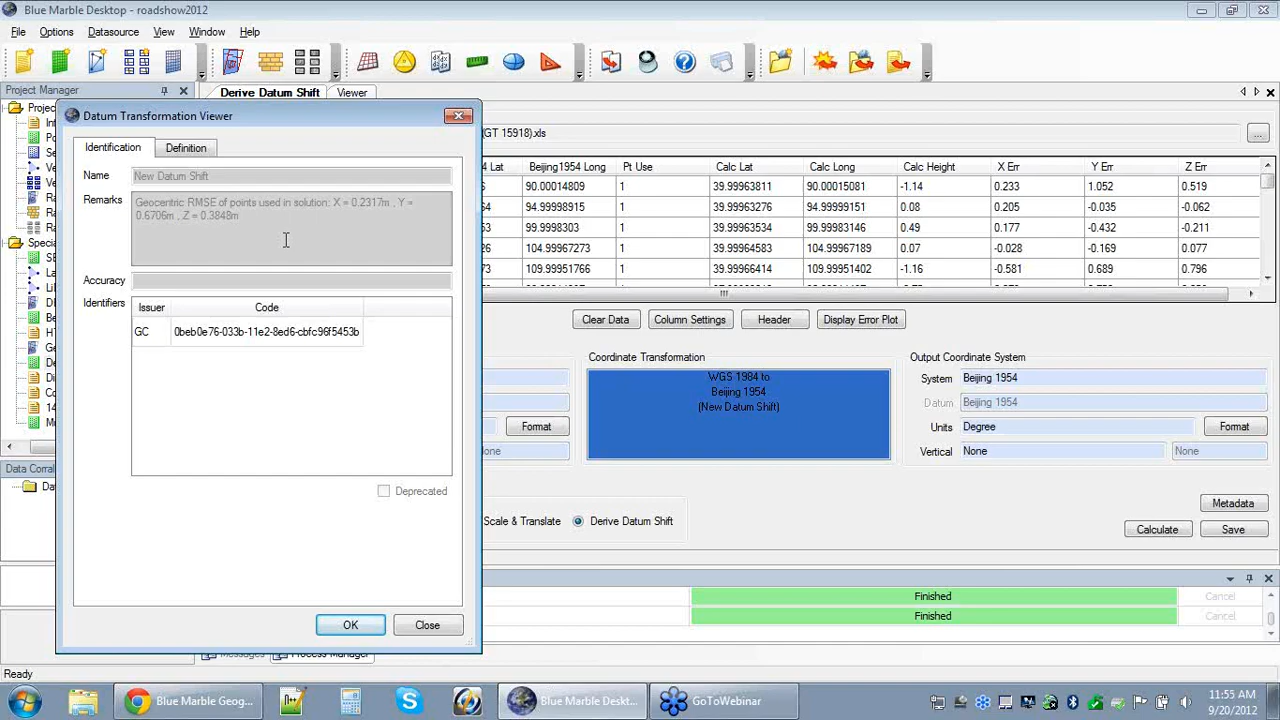 Blue Marble Desktop - roadshow2012
File Options Datasource View Window Help
Project Manager
Derive Datum Shift Viewer
Datum Transformation Viewer
Identification Definition
Name New Datum Shift
Remarks Geocentric RMSE of points used in solution: X = 0.2317m , Y =
0.6706m , Z = 0.3848m
Accuracy
Identifiers
Issuer Code
GC 0beb0e76-033b-11e2-8ed6-cbfc96f5453b
Deprecated
OK Close
(GT 15918).xls
...
Beijing1954 Long Pt Use Calc Lat Calc Long Calc Height X Err Y Err Z Err
90.00014809 1 39.99963811 90.00015081 -1.14 0.233 1.052 0.519
64 94.99998915 1 39.99963276 94.99999151 0.08 0.205 -0.035 -0.062
99.9998303 1 39.99963801 99.99983146 0.49 0.177 -0.432 -0.211
26 104.99967273 1 39.99964583 104.99967239 0.07 -0.028 -0.169 0.077
73 109.99951766 1 39.99966414 109.99951402 -1.16 -0.581 0.689 0.796
Clear Data Column Settings Header Display Error Plot
Coordinate Transformation
WGS 1984 to
Beijing 1954
(New Datum Shift)
Output Coordinate System
System Beijing 1954
Datum Beijing 1954
Format Units Degree Format
one Vertical None None
Scale & Translate Derive Datum Shift
Metadata
Calculate Save
Finished Cancel
Finished Cancel
Messages Process Manager
Ready
Blue Marble Geog... Blue Marble Deskt... GoToWebinar
11:55 AM
9/20/2012